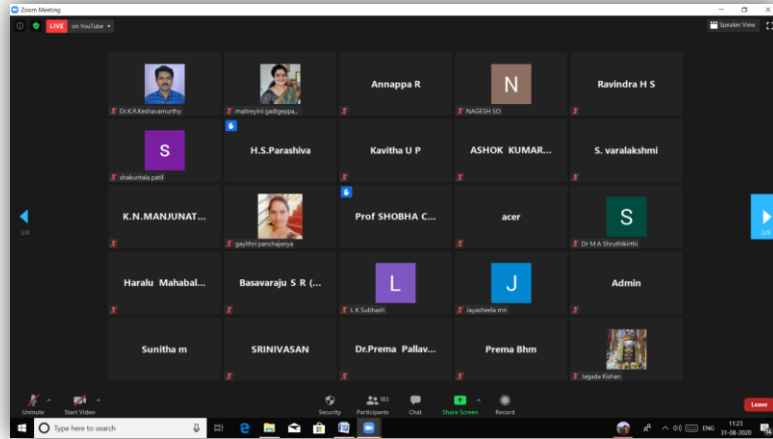 Zoom Meeting
LIVE on YouTube
Speaker View
Dr.K.R.Keshavamurthy
maitreyini gadigeppa...
Annappa R
N
NAGESH SO
Ravindra H S
S
shakuntala patil
H.S.Parashiva
Kavitha U P
ASHOK KUMAR...
S. varalakshmi
K.N.MANJUNAT...
gayithri panchajanya
Prof SHOBHA C...
acer
S
Dr M A Shruthikirthi
3/8
3/8
Haralu Mahabal...
Basavaraju S R (...
L
L K Subhash
J
Jayasheela mn
Admin
Sunitha m
SRINIVASAN
Dr.Prema Pallav...
Prema Bhm
Jagada Kishan
Unmute
Start Video
Security
183
Participants
Chat
Share Screen
Record
Leave
Type here to search
ENG
11:23
31-08-2020